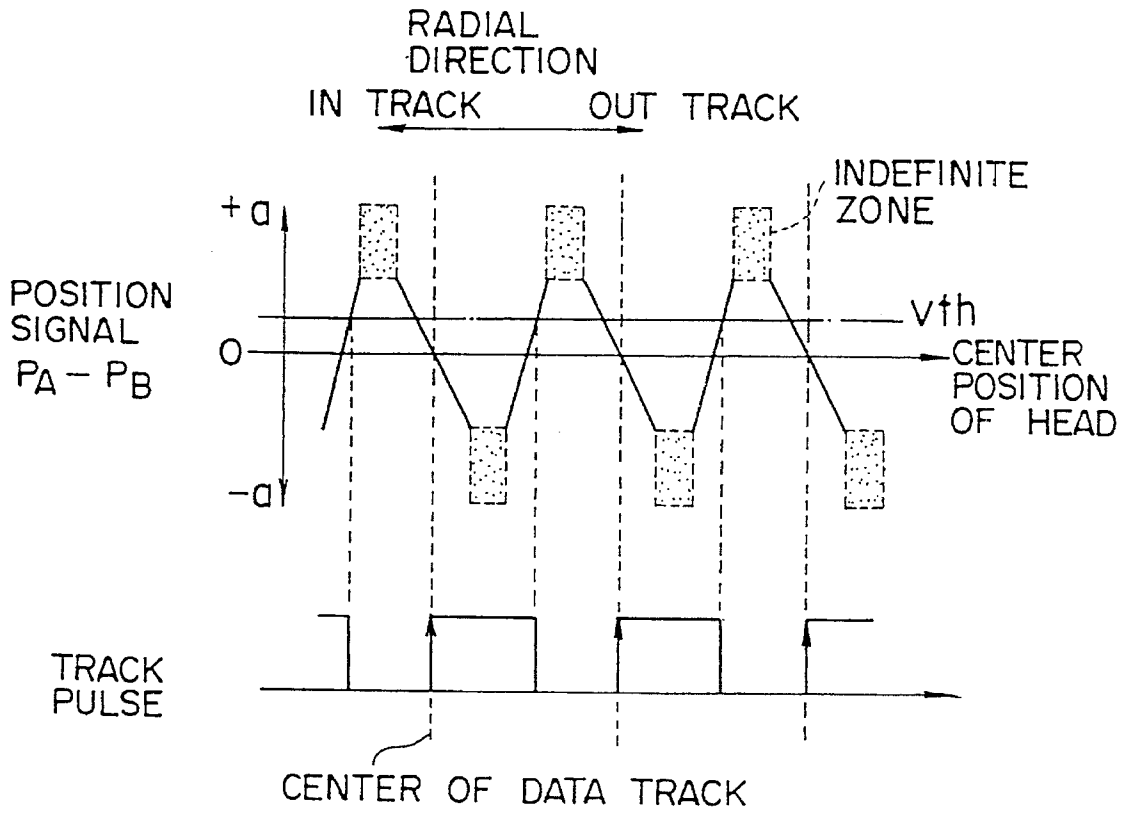 RADIAL
DIRECTION
IN TRACK
OUT TRACK
INDEFINITE
ZONE
+a
POSITION
SIGNAL
PA - PB
Vth
0
CENTER
POSITION
OF HEAD
-a
TRACK
PULSE
CENTER OF DATA TRACK